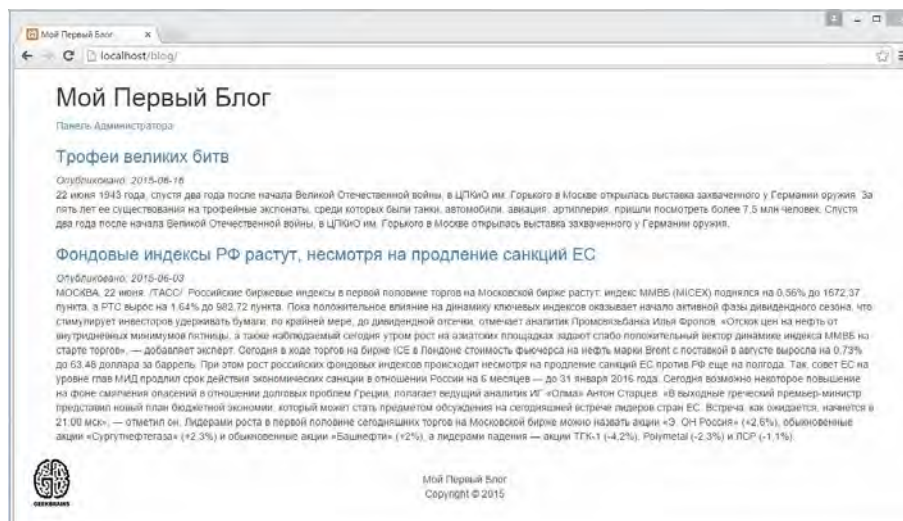 Мой Первый Блог
localhost/blog/
Мой Первый Блог
Панель Администратора
Трофеи великих битв
Опубликовано: 2015-06-16
22 июня 1943 года, спустя два года после начала Великой Отечественной войны, в ЦПКиО им. Горького в Москве открылась выставка захваченного у Германии оружия. За
пять лет ее существования на трофейные экспонаты, среди которых были танки, автомобили, авиация, артиллерия, пришли посмотреть более 7,5 млн человек. Спустя
два года после начала Великой Отечественной войны, в ЦПКиО им. Горького в Москве открылась выставка захваченного у Германии оружия.
Фондовые индексы РФ растут, несмотря на продление санкций ЕС
Опубликовано: 2015-06-03
МОСКВА, 22 июня. /ТАСС/. Российские биржевые индексы в первой половине торгов на Московской бирже растут: индекс ММВБ (MICEX) поднялся на 0,56% до 1672,37
пункта, а РТС вырос на 1,64% до 982,72 пункта. Пока положительное влияние на динамику ключевых индексов оказывает начало активной фазы дивидендного сезона, что
стимулирует инвесторов удерживать бумаги, по крайней мере, до дивидендной отсечки, отмечает аналитик Промсвязьбанка Илья Фролов. «Отскок цен на нефть от
внутридневных минимумов пятницы, а также наблюдаемый сегодня утром рост на азиатских площадках задают слабо положительный вектор динамике индекса ММВБ на
старте торгов», — добавляет эксперт. Сегодня в ходе торгов на бирже ICE в Лондоне стоимость фьючерса на нефть марки Brent с поставкой в августе выросла на 0,73%
до 63,48 доллара за баррель. При этом рост российских фондовых индексов происходит несмотря на продление санкций ЕС против РФ еще на полгода. Так, совет ЕС на
уровне глав МИД продлил срок действия экономических санкции в отношении России на 6 месяцев — до 31 января 2016 года. Сегодня возможно некоторое повышение
на фоне смягчения опасений в отношении долговых проблем Греции, полагает ведущий аналитик ИГ «Олма» Антон Старцев. «В выходные греческий премьер-министр
представил новый план бюджетной экономии, который может стать предметом обсуждения на сегодняшней встрече лидеров стран ЕС. Встреча, как ожидается, начнется в
21:00 мск», — отметил он. Лидерами роста в первой половине сегодняшних торгов на Московской бирже можно назвать акции «Э. ОН Россия» (+2,6%), обыкновенные
акции «Сургутнефтегаза» (+2,3%) и обыкновенные акции «Башнефти» (+2%), а лидерами падения — акции ТГК-1 (-4,2%), Polymetal (-2,3%) и ЛСР (-1,1%).
GEEKBRAINS
Мой Первый Блог
Copyright © 2015